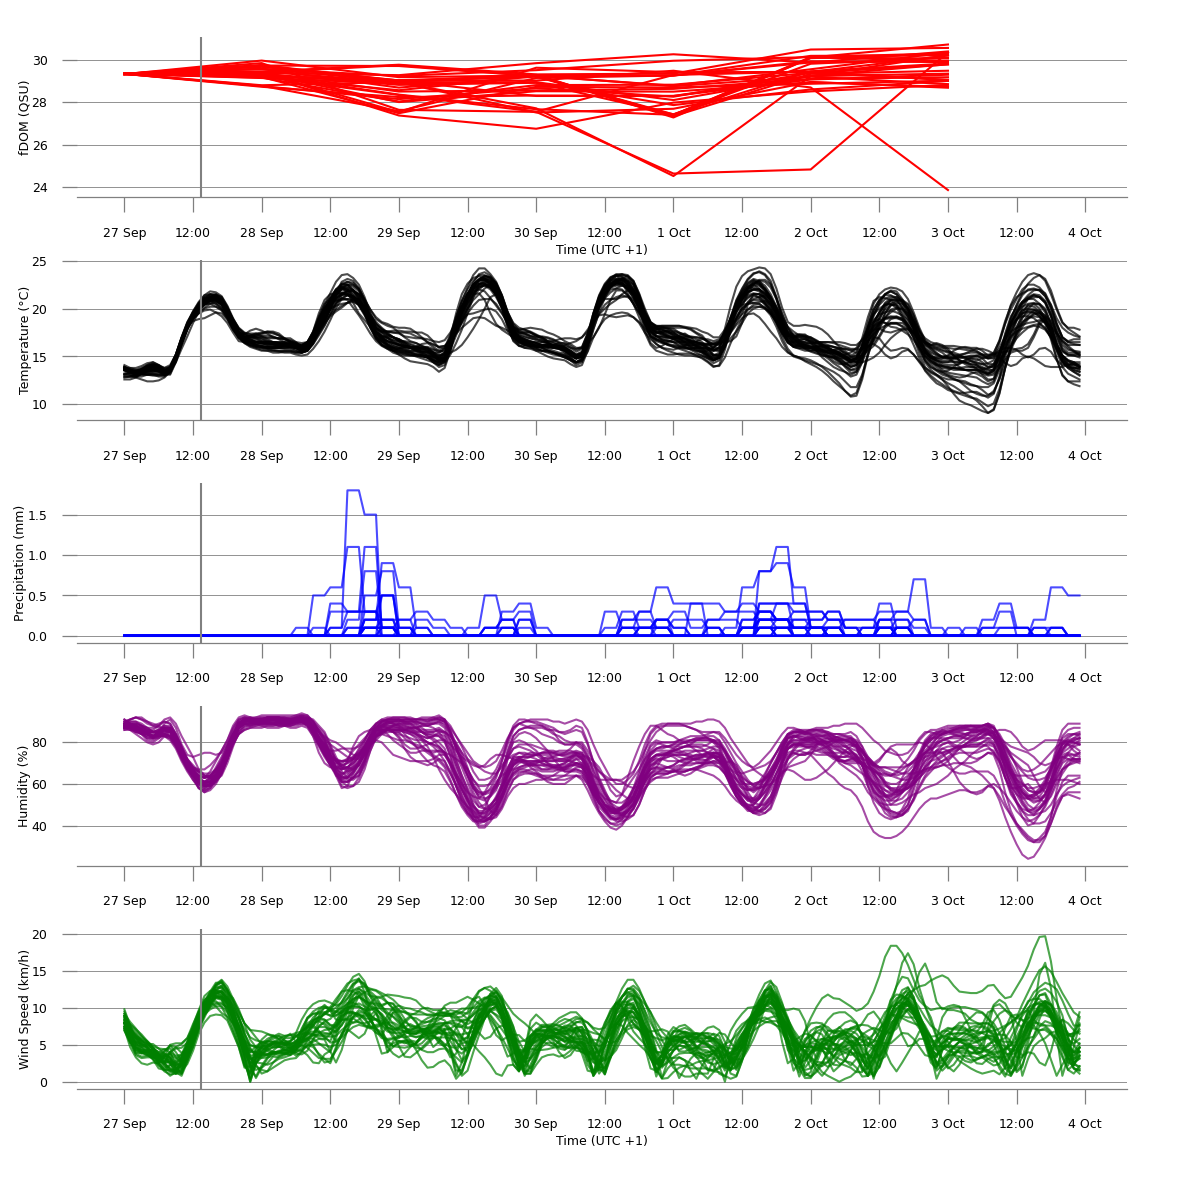 fDOM (QSU)
30
28
26
24
27 Sep 12:00 28 Sep 12:00 29 Sep 12:00 30 Sep 12:00 1 Oct 12:00 2 Oct 12:00 3 Oct 12:00 4 Oct
Time (UTC +1)
Temperature (°C)
25
20
15
10
27 Sep 12:00 28 Sep 12:00 29 Sep 12:00 30 Sep 12:00 1 Oct 12:00 2 Oct 12:00 3 Oct 12:00 4 Oct
Precipitation (mm)
1.5
1.0
0.5
0.0
27 Sep 12:00 28 Sep 12:00 29 Sep 12:00 30 Sep 12:00 1 Oct 12:00 2 Oct 12:00 3 Oct 12:00 4 Oct
Humidity (%)
80
60
40
27 Sep 12:00 28 Sep 12:00 29 Sep 12:00 30 Sep 12:00 1 Oct 12:00 2 Oct 12:00 3 Oct 12:00 4 Oct
Wind Speed (km/h)
20
15
10
5
0
27 Sep 12:00 28 Sep 12:00 29 Sep 12:00 30 Sep 12:00 1 Oct 12:00 2 Oct 12:00 3 Oct 12:00 4 Oct
Time (UTC +1)